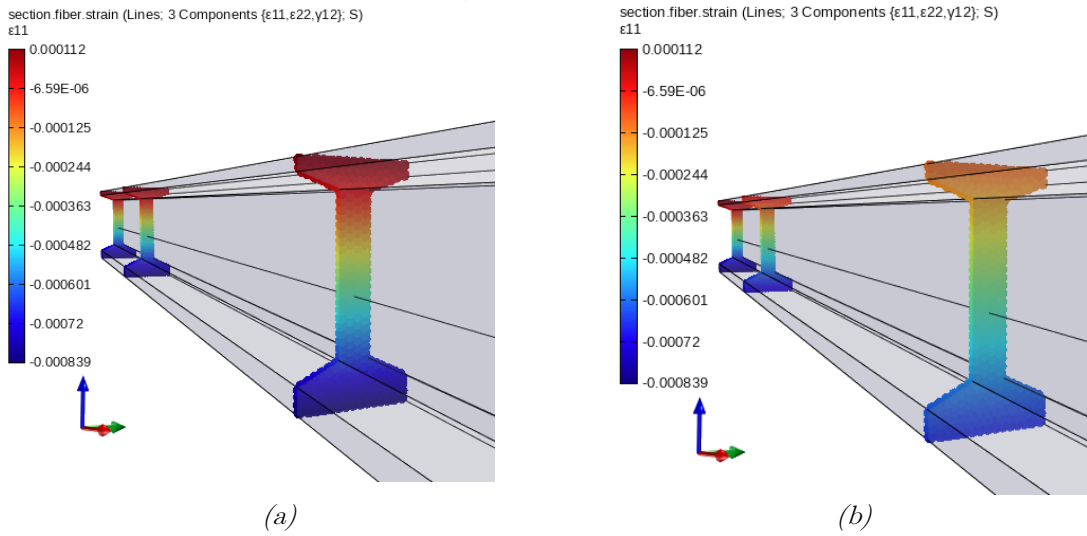 section.fiber.strain (Lines; 3 Components {ε11,ε22,γ12}; S)
ε11
0.000112
-6.59E-06
-0.000125
-0.000244
-0.000363
-0.000482
-0.000601
-0.00072
-0.000839
(a)
section.fiber.strain (Lines; 3 Components {ε11,ε22,γ12}; S)
ε11
0.000112
-6.59E-06
-0.000125
-0.000244
-0.000363
-0.000482
-0.000601
-0.00072
-0.000839
(b)